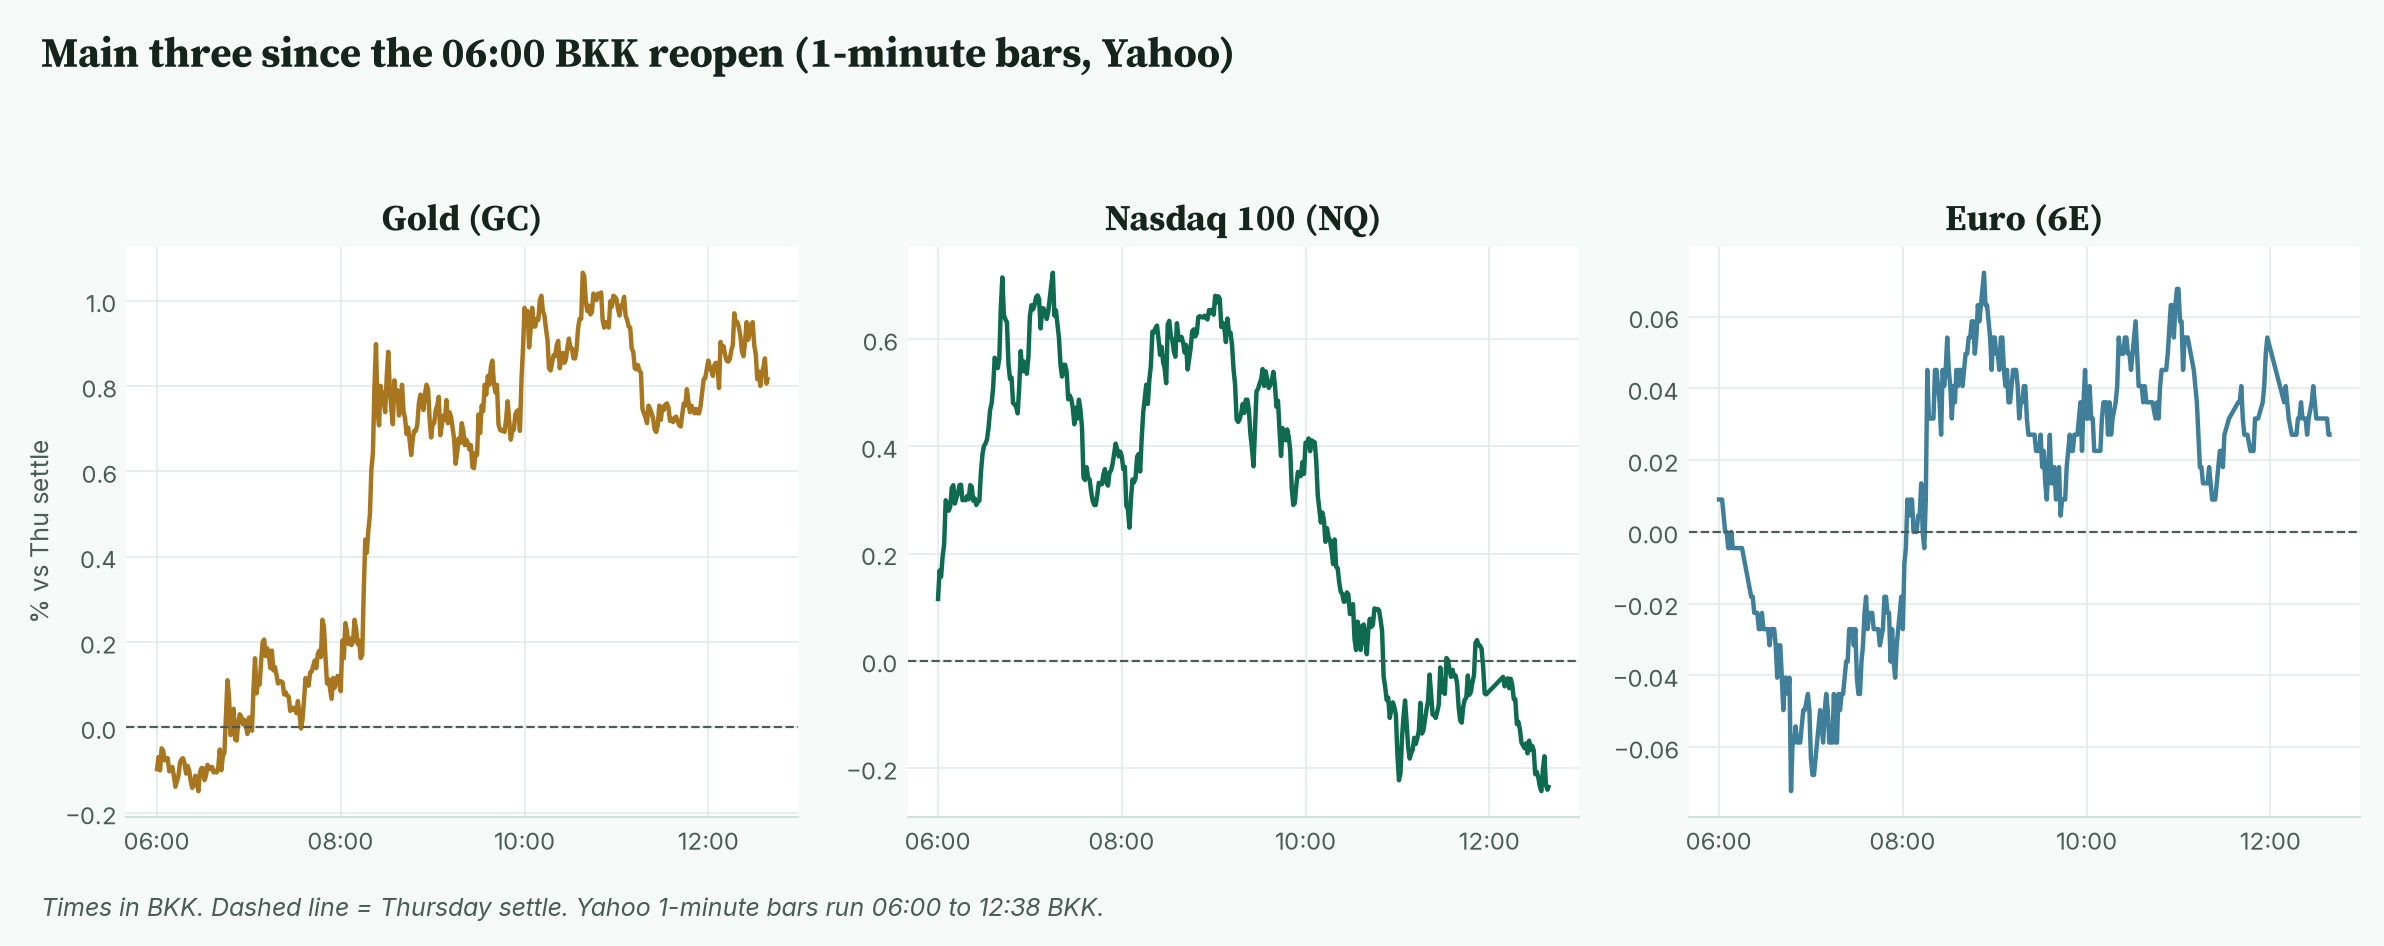 Main three since the 06:00 BKK reopen (1-minute bars, Yahoo)
Gold (GC)
Nasdaq 100 (NQ)
Euro (6E)
% vs Thu settle
1.0
0.8
0.6
0.4
0.2
0.0
−0.2
06:00 08:00 10:00 12:00
0.6
0.4
0.2
0.0
−0.2
06:00 08:00 10:00 12:00
0.06
0.04
0.02
0.00
−0.02
−0.04
−0.06
06:00 08:00 10:00 12:00
Times in BKK. Dashed line = Thursday settle. Yahoo 1-minute bars run 06:00 to 12:38 BKK.